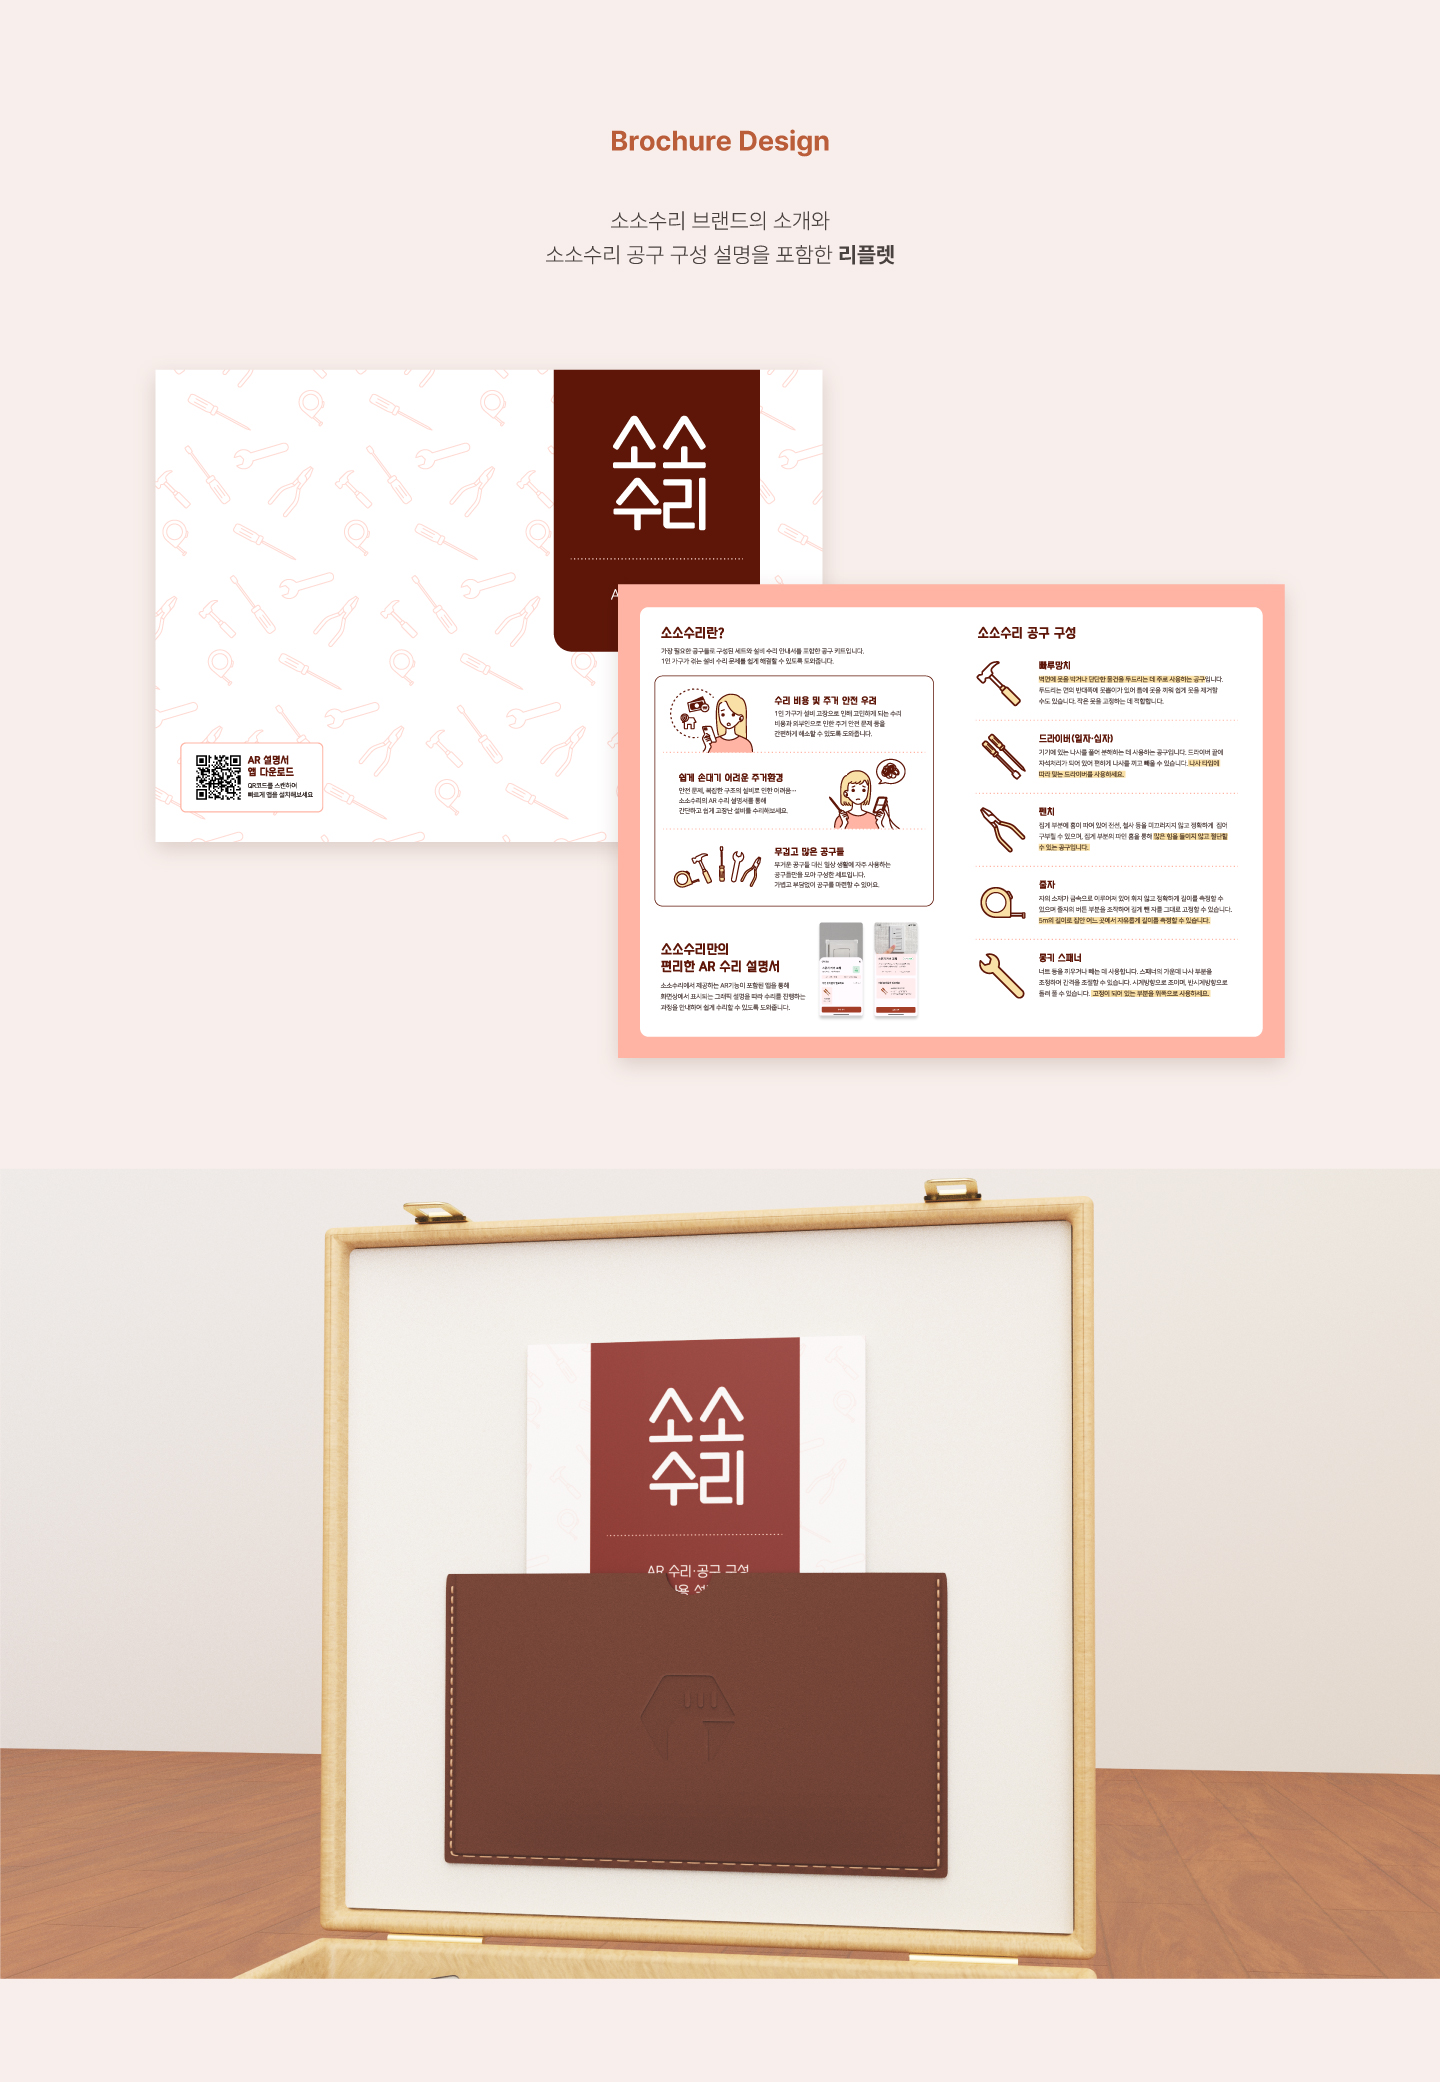 Brochure Design
소소수리 브랜드의 소개와
소소수리 공구 구성 설명을 포함한 리플렛
소소
수리
AR 설명서
앱 다운로드
QR코드를 스캔하여
빠르게 앱을 설치해보세요
소소수리란?
가장 필요한 공구들로 구성된 세트와 설비 수리 안내서를 포함한 공구 키트입니다.
1인 가구가 겪는 설비 수리 문제를 쉽게 해결할 수 있도록 도와줍니다.
수리 비용 및 주거 안전 우려
1인 가구가 설비 고장으로 인해 고민하게 되는 수리
비용과 외부인으로 인한 주거 안전 문제 등을
간편하게 해소할 수 있도록 도와줍니다.
쉽게 손대기 어려운 주거환경
안전 문제, 복잡한 구조의 설비로 인한 어려움…
소소수리의 AR 수리 설명서를 통해
간단하고 쉽게 고장난 설비를 수리해보세요.
무겁고 많은 공구들
무거운 공구들 대신 일상 생활에 자주 사용하는
공구들만을 모아 구성한 세트입니다.
가볍고 부담없이 공구를 마련할 수 있어요.
소소수리만의
편리한 AR 수리 설명서
소소수리에서 제공하는 AR기능이 포함된 앱을 통해
화면상에서 표시되는 그래픽 설명을 따라 수리를 진행하는
과정을 안내하며 쉽게 수리할 수 있도록 도와줍니다.
소소수리 공구 구성
빠루망치
벽면에 못을 박거나 단단한 물건을 두드리는 데 주로 사용하는 공구입니다.
두드리는 면의 반대쪽에 못뽑이가 있어 틈에 못을 끼워 쉽게 못을 제거할
수도 있습니다. 작은 못을 고정하는 데 적합합니다.
드라이버(일자·십자)
기기에 있는 나사를 풀어 분해하는 데 사용하는 공구입니다. 드라이버 끝에
자석처리가 되어 있어 편하게 나사를 끼고 빼올 수 있습니다. 나사 타입에
따라 맞는 드라이버를 사용하세요.
펜치
집게 부분에 홈이 파여 있어 전선, 철사 등을 미끄러지지 않고 정확하게 집어
구부릴 수 있으며, 집게 부분의 파인 홈을 통해 많은 힘을 들이지 않고 절단할
수 있는 공구입니다.
줄자
자의 소재가 금속으로 이루어져 있어 휘지 않고 정확하게 길이를 측정할 수
있으며 줄자의 버튼 부분을 조작하여 길게 뺀 자를 그대로 고정할 수 있습니다.
5m의 길이로 집안 어느 곳에서 자유롭게 길이를 측정할 수 있습니다.
몽키 스패너
너트 등을 끼우거나 빼는 데 사용합니다. 스패너의 가운데 나사 부분을
조정하여 간격을 조절할 수 있습니다. 시계방향으로 조이며, 반시계방향으로
돌려 풀 수 있습니다. 고정이 되어 있는 부분을 위쪽으로 사용하세요.
소소
수리
AR 수리·공구 구성